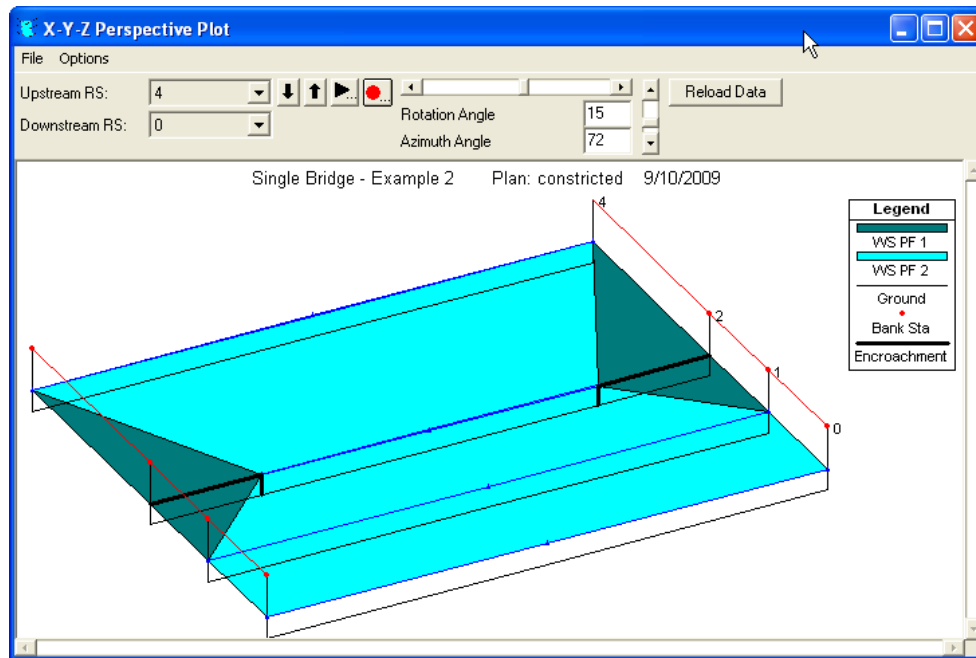 X-Y-Z Perspective Plot
File Options
Upstream RS: 4
Downstream RS: 0
Rotation Angle 15
Azimuth Angle 72
Reload Data
Single Bridge - Example 2 Plan: constricted 9/10/2009
4
2
1
0
Legend
WS PF 1
WS PF 2
Ground
Bank Sta
Encroachment